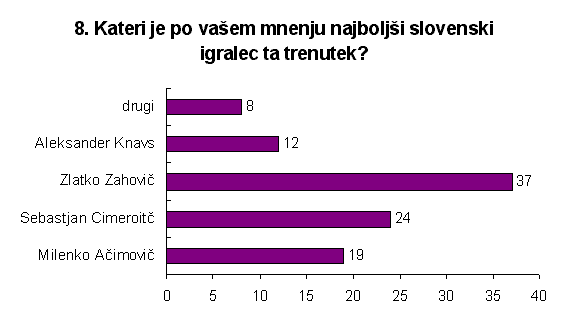 8. Kateri je po vašem mnenju najboljši slovenski
igralec ta trenutek?
drugi 8
Aleksander Knavs 12
Zlatko Zahovič 37
Sebastjan Cimeroitč 24
Milenko Ačimovič 19
0 5 10 15 20 25 30 35 40